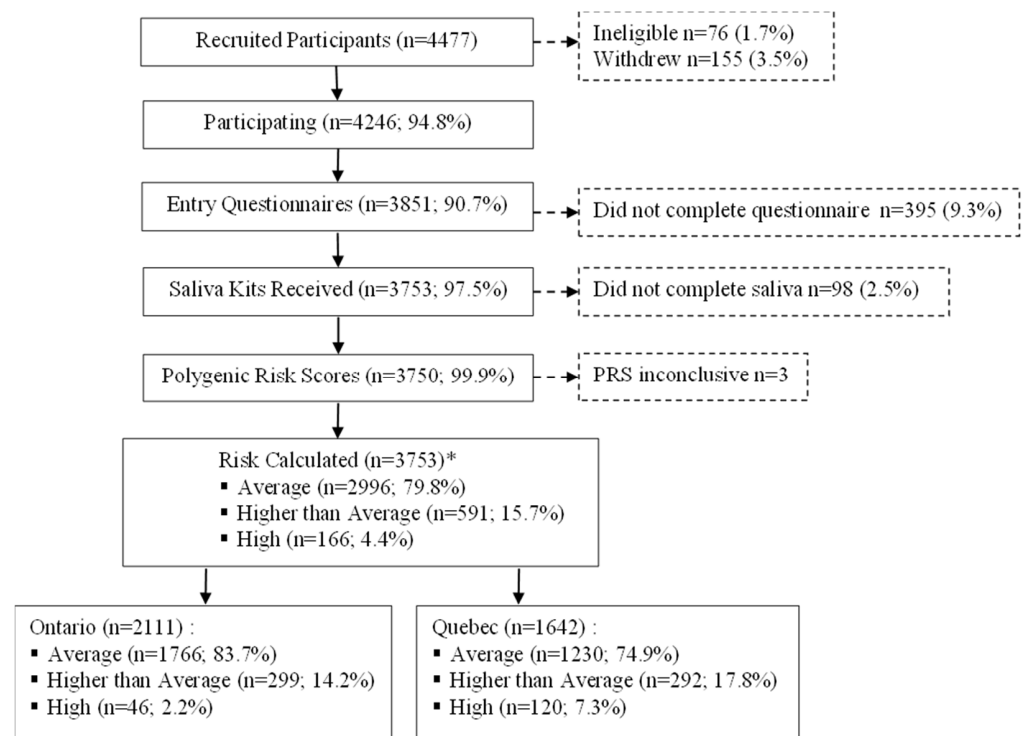 Recruited Participants (n=4477)
Ineligible n=76 (1.7%)
Withdrew n=155 (3.5%)
Participating (n=4246; 94.8%)
Entry Questionnaires (n=3851; 90.7%)
Did not complete questionnaire n=395 (9.3%)
Saliva Kits Received (n=3753; 97.5%)
Did not complete saliva n=98 (2.5%)
Polygenic Risk Scores (n=3750; 99.9%)
PRS inconclusive n=3
Risk Calculated (n=3753)*
▪ Average (n=2996; 79.8%)
▪ Higher than Average (n=591; 15.7%)
▪ High (n=166; 4.4%)
Ontario (n=2111) :
▪ Average (n=1766; 83.7%)
▪ Higher than Average (n=299; 14.2%)
▪ High (n=46; 2.2%)
Quebec (n=1642) :
▪ Average (n=1230; 74.9%)
▪ Higher than Average (n=292; 17.8%)
▪ High (n=120; 7.3%)